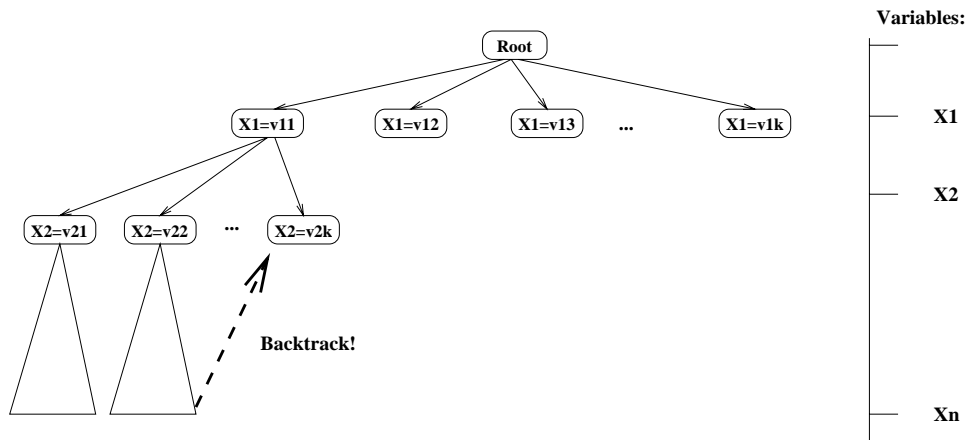 Variables:
Root
X1=v11
X1=v12
X1=v13
...
X1=v1k
X1
X2
X2=v21
X2=v22
...
X2=v2k
Backtrack!
Xn